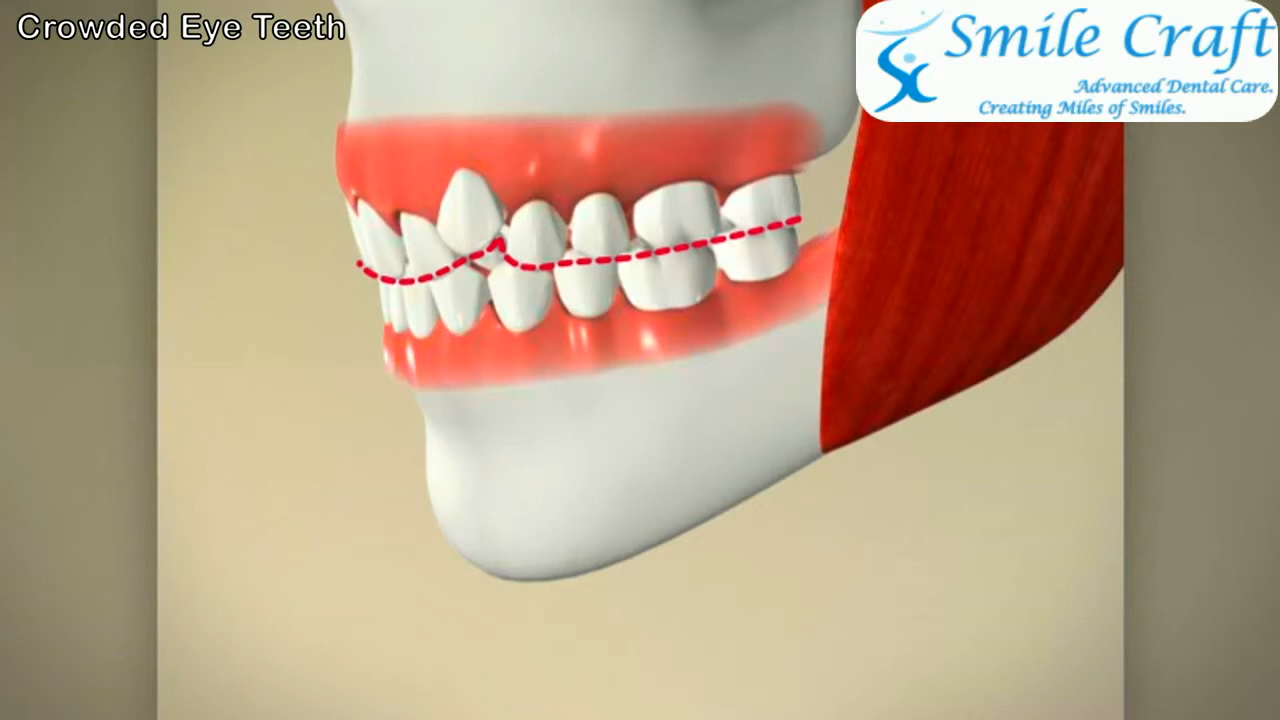 Crowded Eye Teeth
Smile Craft
Advanced Dental Care.
Creating Miles of Smiles.